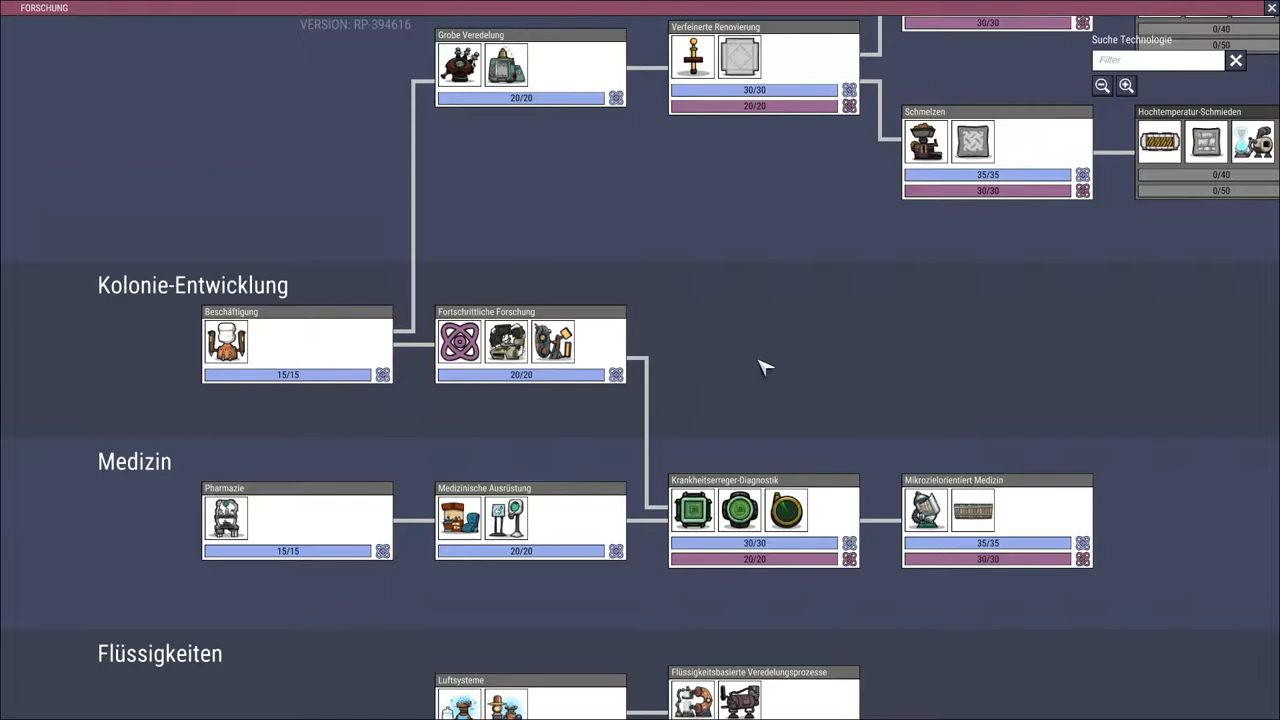 FORSCHUNG
VERSION: RP-394616
30/30
0/40
0/50
Suche Technologie
Filter
Grobe Veredelung
20/20
Verfeinerte Renovierung
30/30
20/20
Schmelzen
35/35
30/30
Hochtemperatur-Schmieden
0/40
0/50
Kolonie-Entwicklung
Beschäftigung
15/15
Fortschrittliche Forschung
20/20
Medizin
Pharmazie
15/15
Medizinische Ausrüstung
20/20
Krankheitserreger-Diagnostik
30/30
20/20
Mikrozielorientiert Medizin
35/35
30/30
Flüssigkeiten
Luftsysteme
Flüssigkeitsbasierte Veredelungsprozesse